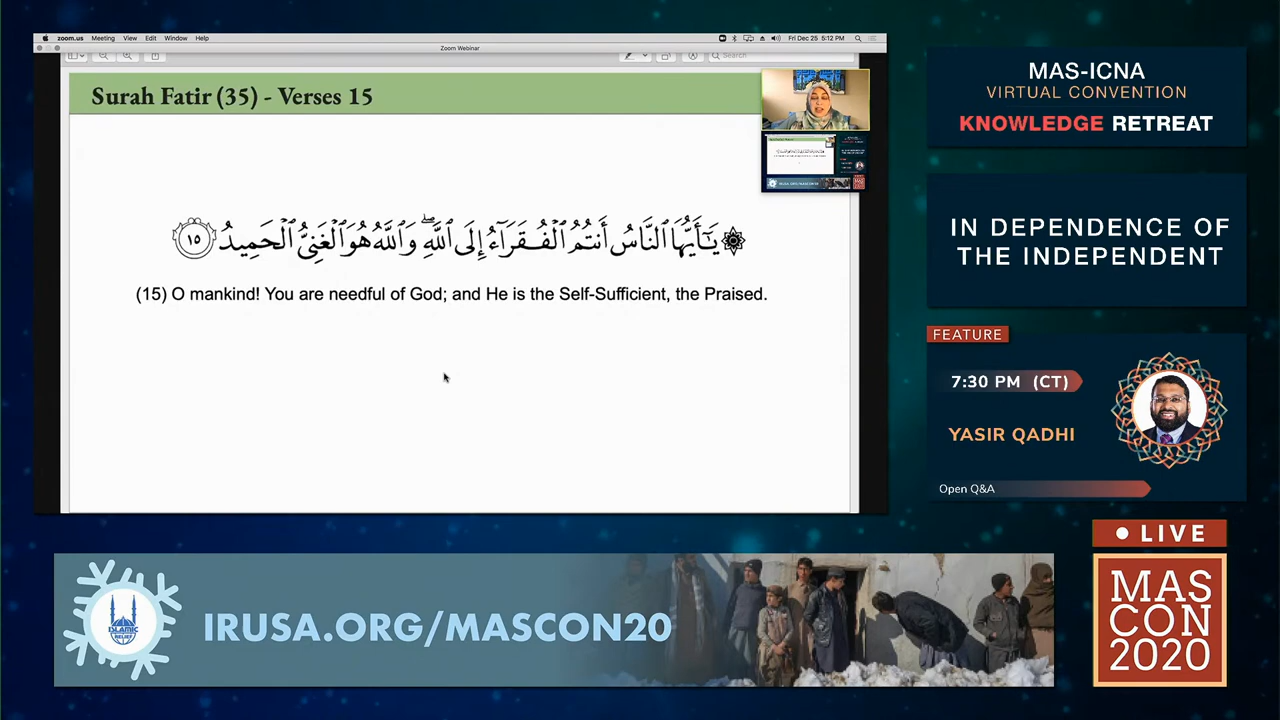 zoom.us Meeting View Edit Window Help
Fri Dec 25 5:12 PM
Zoom Webinar
Search
Surah Fatir (35) - Verses 15
۞ يَـٰٓأَيُّهَا ٱلنَّاسُ أَنتُمُ ٱلْفُقَرَآءُ إِلَى ٱللَّهِ ۖ وَٱللَّهُ هُوَ ٱلْغَنِىُّ ٱلْحَمِيدُ ١٥
(15) O mankind! You are needful of God; and He is the Self-Sufficient, the Praised.
MAS-ICNA
VIRTUAL CONVENTION
KNOWLEDGE RETREAT
IN DEPENDENCE OF
THE INDEPENDENT
FEATURE
7:30 PM (CT)
YASIR QADHI
Open Q&A
ISLAMIC
RELIEF
IRUSA.ORG/MASCON20
LIVE
MAS
CON
2020